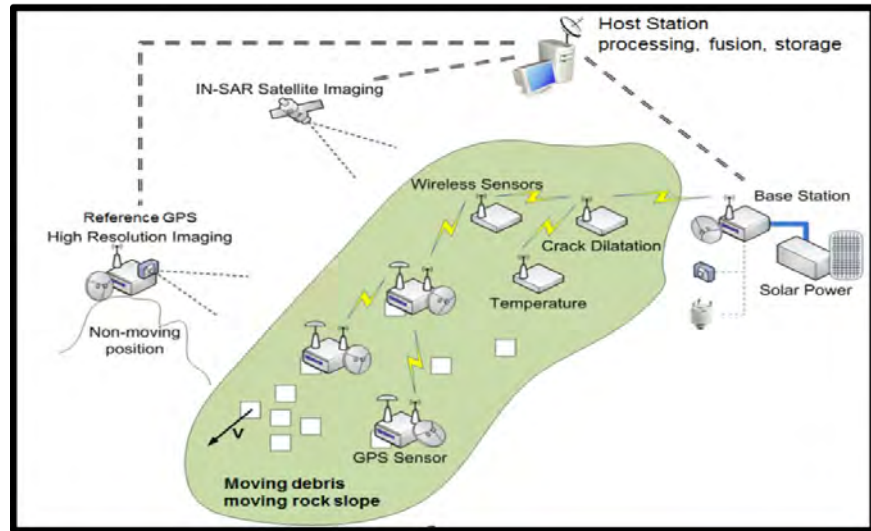 Host Station
processing, fusion, storage
IN-SAR Satellite Imaging
Wireless Sensors
Base Station
Reference GPS
High Resolution Imaging
Crack Dilatation
Temperature
Solar Power
Non-moving
position
V
GPS Sensor
Moving debris
moving rock slope